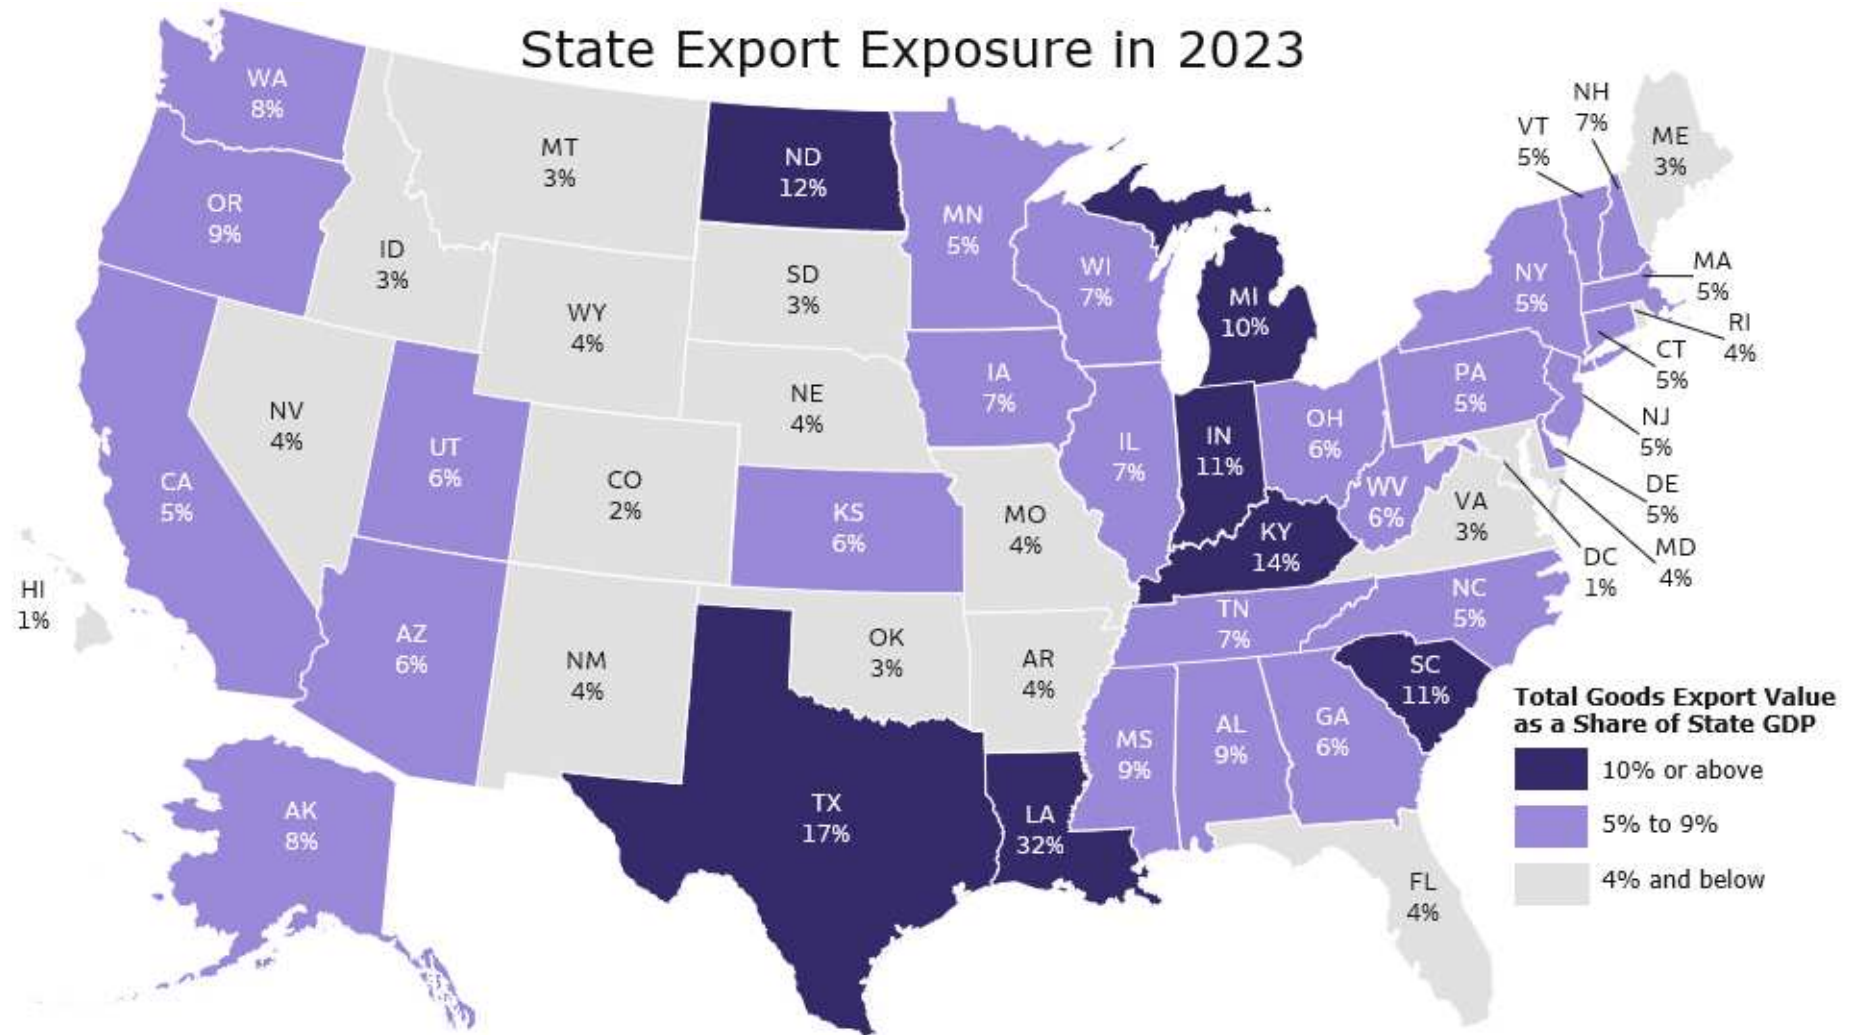 State Export Exposure in 2023
WA
8%
OR
9%
CA
5%
NV
4%
ID
3%
MT
3%
WY
4%
UT
6%
AZ
6%
CO
2%
NM
4%
ND
12%
SD
3%
NE
4%
KS
6%
OK
3%
TX
17%
MN
5%
IA
7%
MO
4%
AR
4%
LA
32%
WI
7%
IL
7%
MI
10%
IN
11%
OH
6%
KY
14%
TN
7%
MS
9%
AL
9%
GA
6%
FL
4%
SC
11%
NC
5%
VA
3%
WV
6%
PA
5%
NY
5%
VT
5%
NH
7%
ME
3%
MA
5%
RI
4%
CT
5%
NJ
5%
DE
5%
MD
4%
DC
1%
HI
1%
AK
8%
Total Goods Export Value
as a Share of State GDP
10% or above
5% to 9%
4% and below